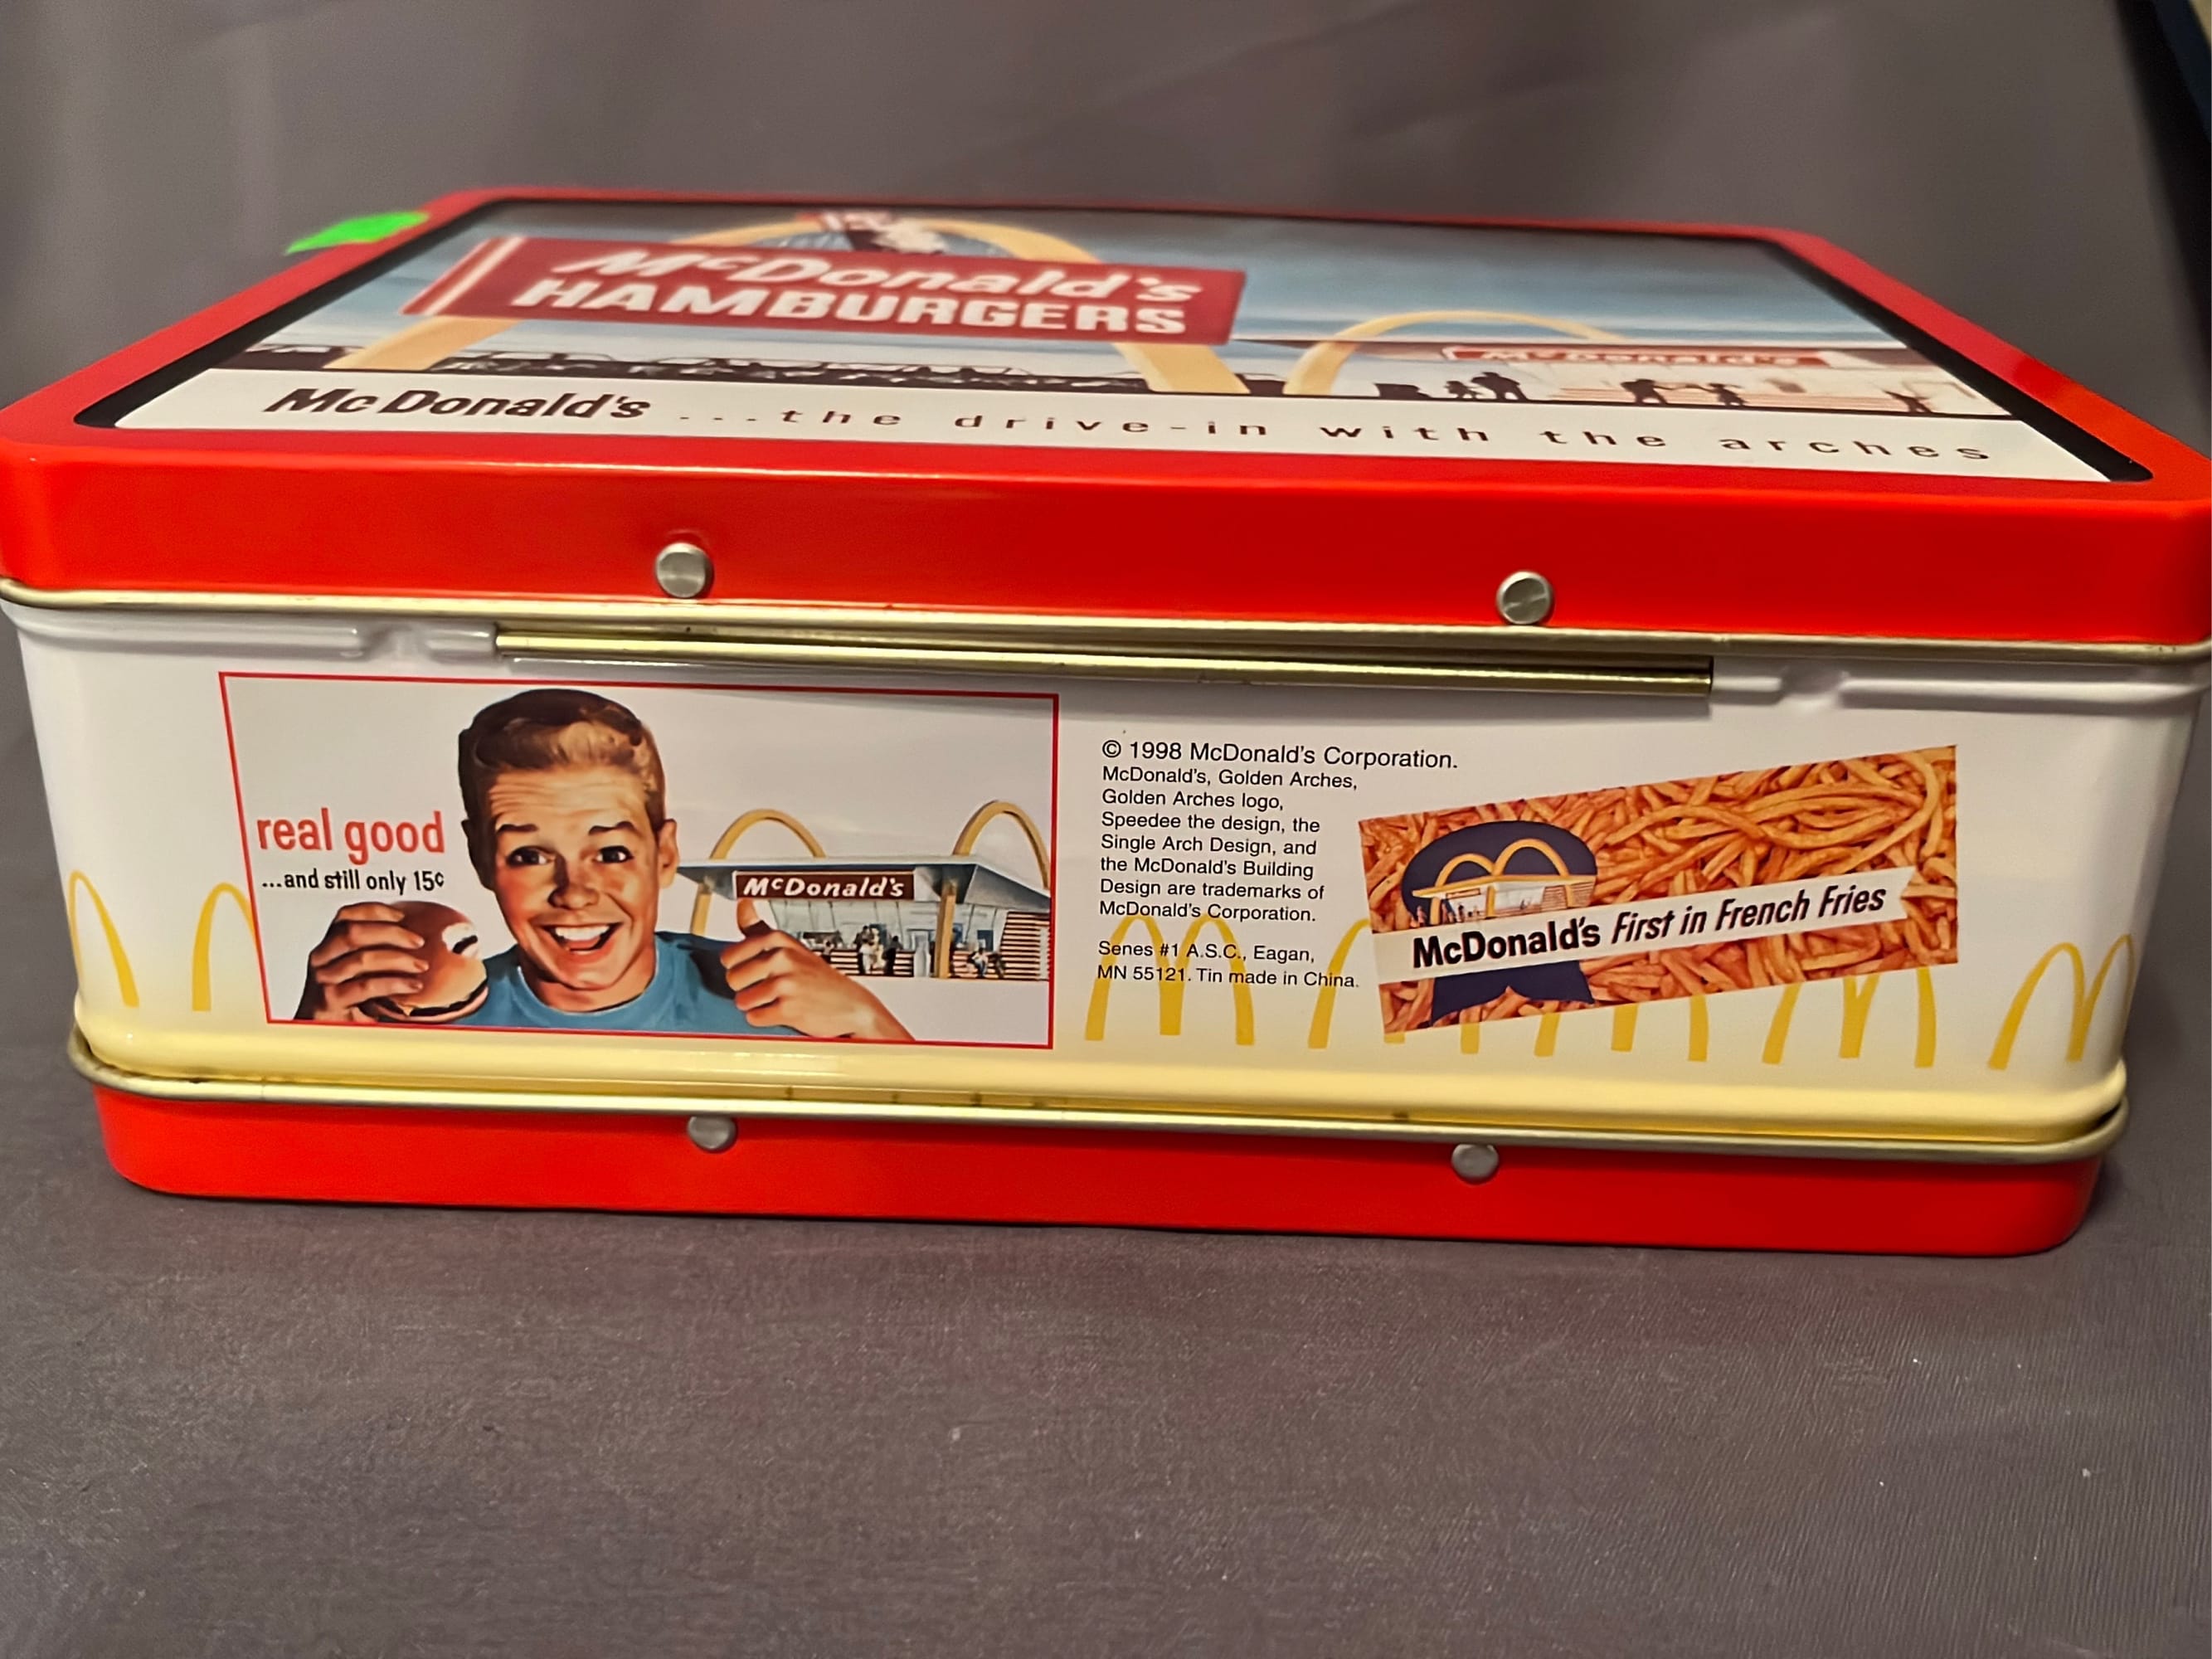 McDonald's
HAMBURGERS
McDonald's
McDonald's ...the drive-in with the arches
real good
...and still only 15¢
McDonald's
© 1998 McDonald's Corporation.
McDonald's, Golden Arches,
Golden Arches logo,
Speedee the design, the
Single Arch Design, and
the McDonald's Building
Design are trademarks of
McDonald's Corporation.
Senes #1 A.S.C., Eagan,
MN 55121. Tin made in China.
McDonald's First in French Fries